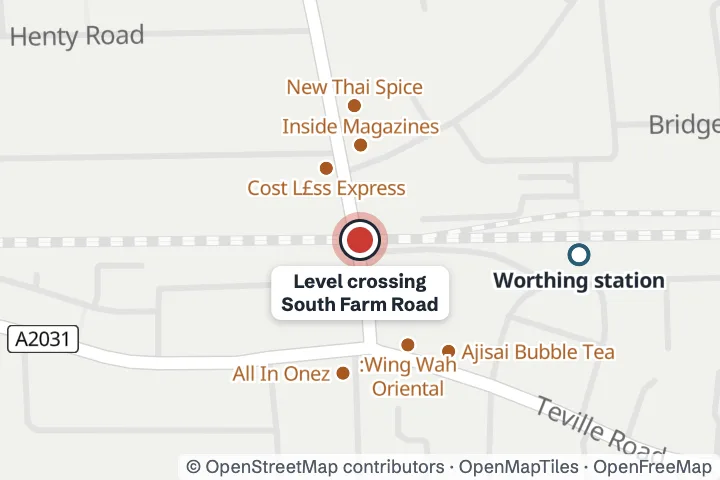 Henty Road
New Thai Spice
Inside Magazines
Bridge
Cost L£ss Express
Level crossing
South Farm Road
Worthing station
A2031
All In Onez
:Wing Wah
Oriental
Ajisai Bubble Tea
Teville Road
© OpenStreetMap contributors · OpenMapTiles · OpenFreeMap